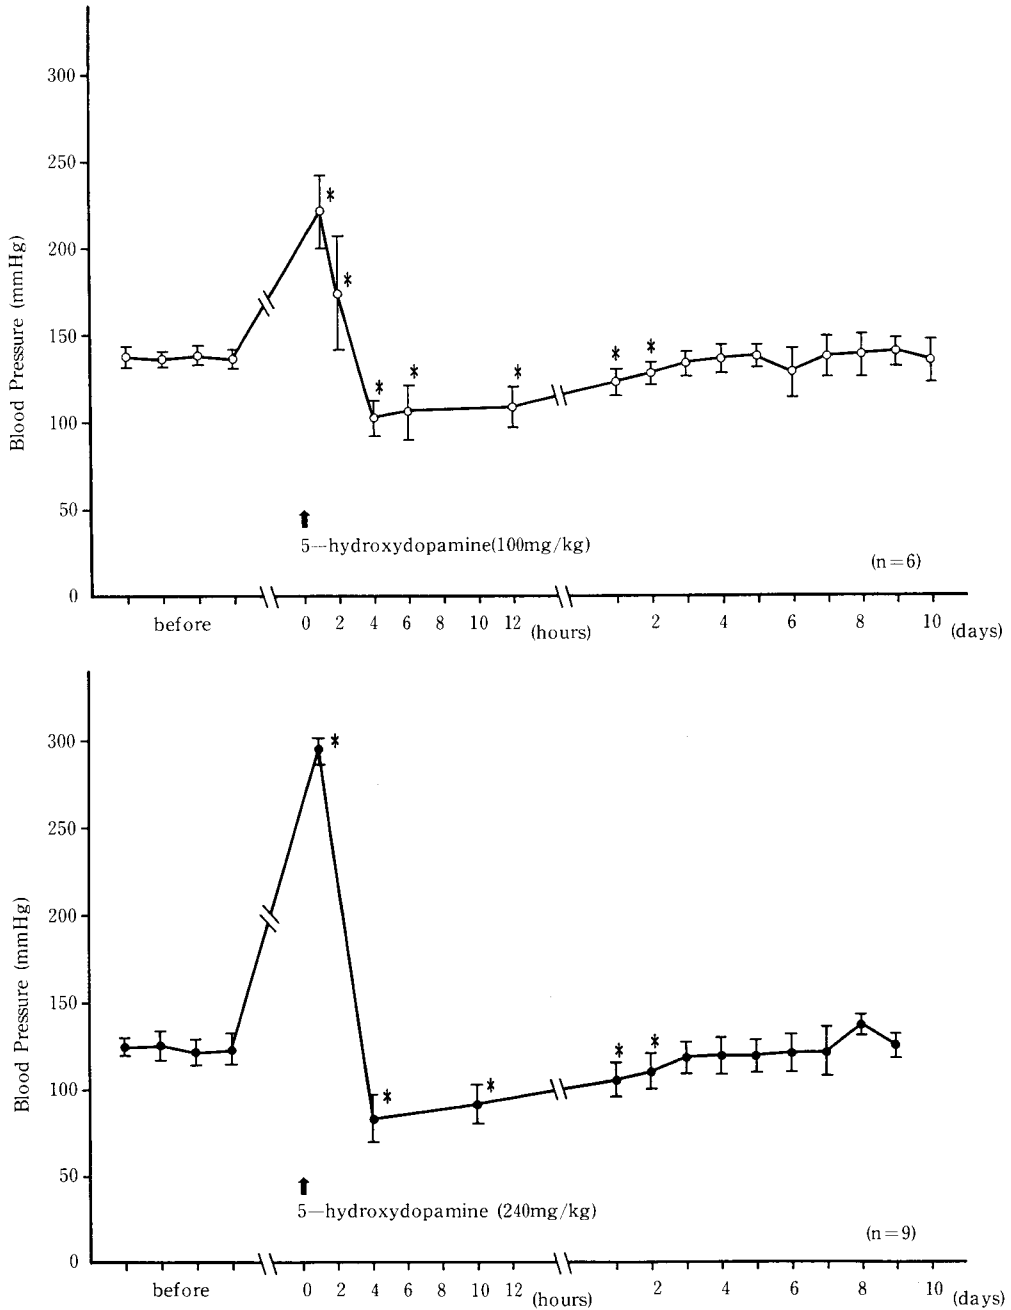 300
250
200
150
100
50
0
Blood Pressure (mmHg)
* * * * * * *
5—hydroxydopamine(100mg/kg)
(n=6)
before 0 2 4 6 8 10 12 (hours) 2 4 6 8 10 (days)
300
250
200
150
100
50
0
Blood Pressure (mmHg)
* * * * *
5—hydroxydopamine (240mg/kg)
(n=9)
before 0 2 4 6 8 10 12 (hours) 2 4 6 8 10 (days)